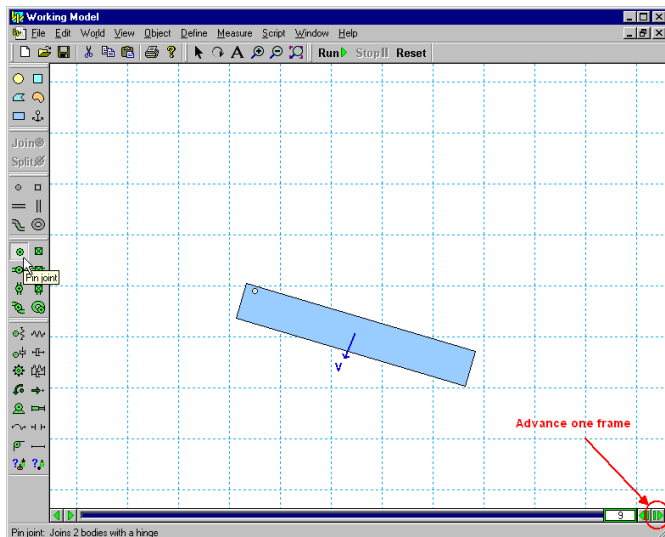 Working Model
File Edit World View Object Define Measure Script Window Help
A Run Stop Reset
Join
Split
Pin joint
V
Advance one frame
9
Pin joint: Joins 2 bodies with a hinge